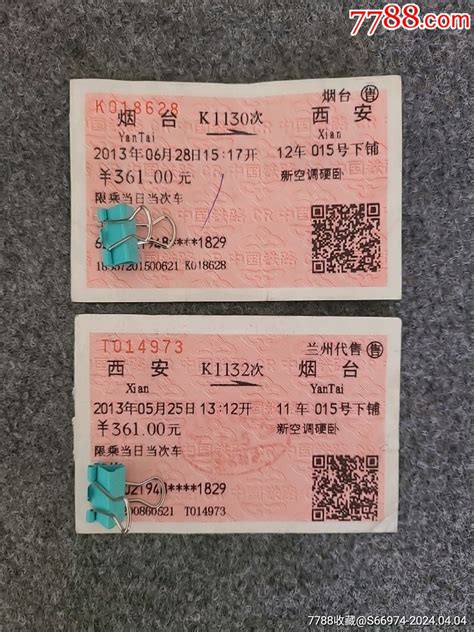 7788.com
K018628
烟台 售
烟台 K1130次 西安
YanTai Xian
2013年06月28日15:17开 12车 015号下铺
¥361.00元 新空调硬卧
限乘当日当次车
****1829
18557201500621 K018628
T014973
兰州代售 售
西安 K1132次 烟台
Xian YanTai
2013年05月25日13:12开 11车 015号下铺
¥361.00元 新空调硬卧
限乘当日当次车
****1829
T014973
7788收藏@S66974-2024.04.04